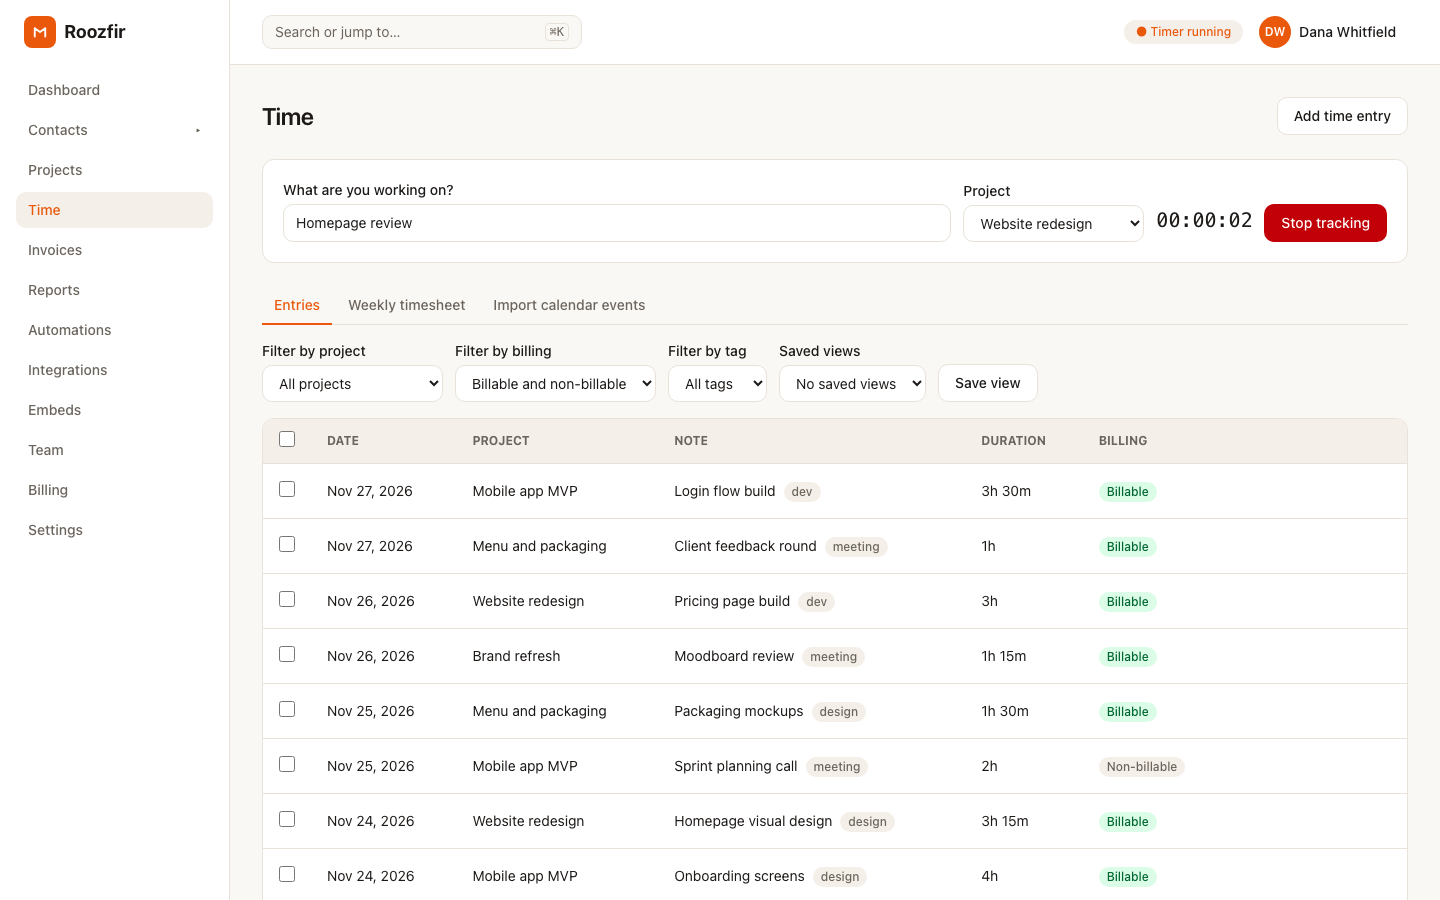 Roozfir
Search or jump to... ⌘K
Timer running
DW Dana Whitfield
Dashboard
Contacts
Projects
Time
Invoices
Reports
Automations
Integrations
Embeds
Team
Billing
Settings
Time
Add time entry
What are you working on?
Homepage review
Project
Website redesign
00:00:02
Stop tracking
Entries Weekly timesheet Import calendar events
Filter by project Filter by billing Filter by tag Saved views
All projects Billable and non-billable All tags No saved views Save view
DATE PROJECT NOTE DURATION BILLING
Nov 27, 2026 Mobile app MVP Login flow build dev 3h 30m Billable
Nov 27, 2026 Menu and packaging Client feedback round meeting 1h Billable
Nov 26, 2026 Website redesign Pricing page build dev 3h Billable
Nov 26, 2026 Brand refresh Moodboard review meeting 1h 15m Billable
Nov 25, 2026 Menu and packaging Packaging mockups design 1h 30m Billable
Nov 25, 2026 Mobile app MVP Sprint planning call meeting 2h Non-billable
Nov 24, 2026 Website redesign Homepage visual design design 3h 15m Billable
Nov 24, 2026 Mobile app MVP Onboarding screens design 4h Billable